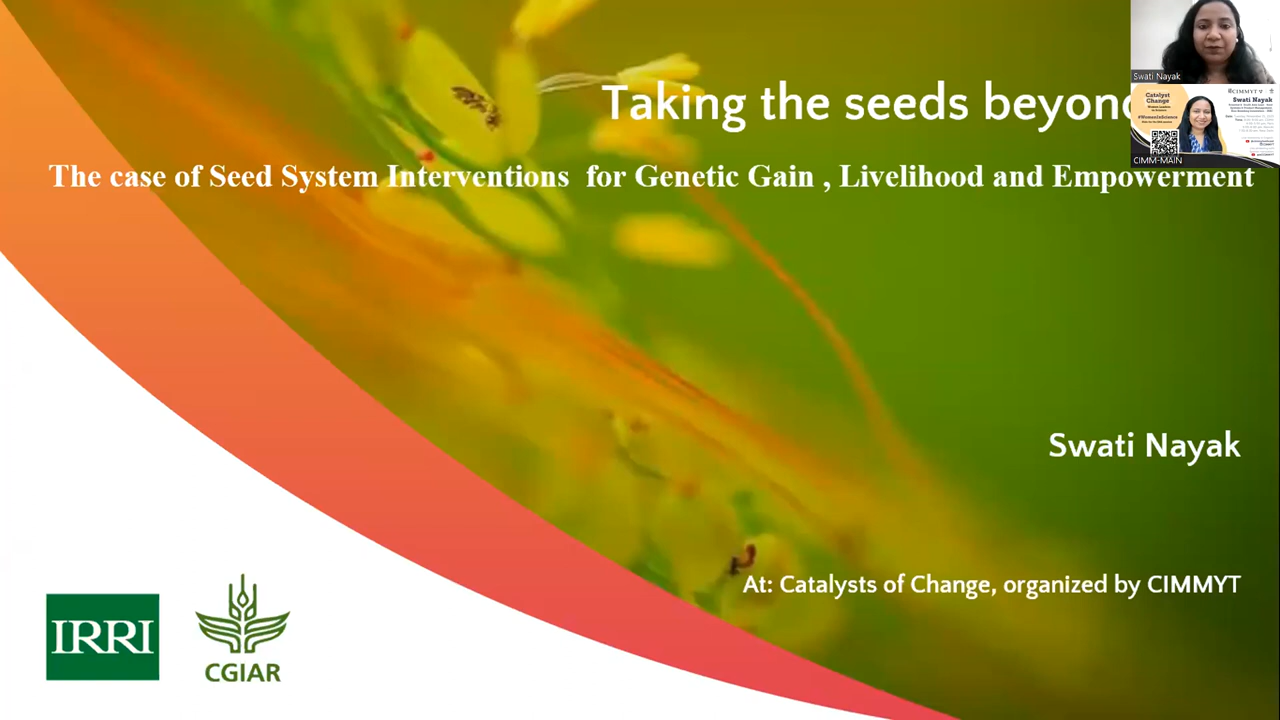 Taking the seeds beyond
The case of Seed System Interventions for Genetic Gain , Livelihood and Empowerment
Swati Nayak
At: Catalysts of Change, organized by CIMMYT
IRRI
CGIAR
Swati Nayak
Catalyst
Change
#WomenInScience
CIMMYT
Swati Nayak
CIMM-MAIN